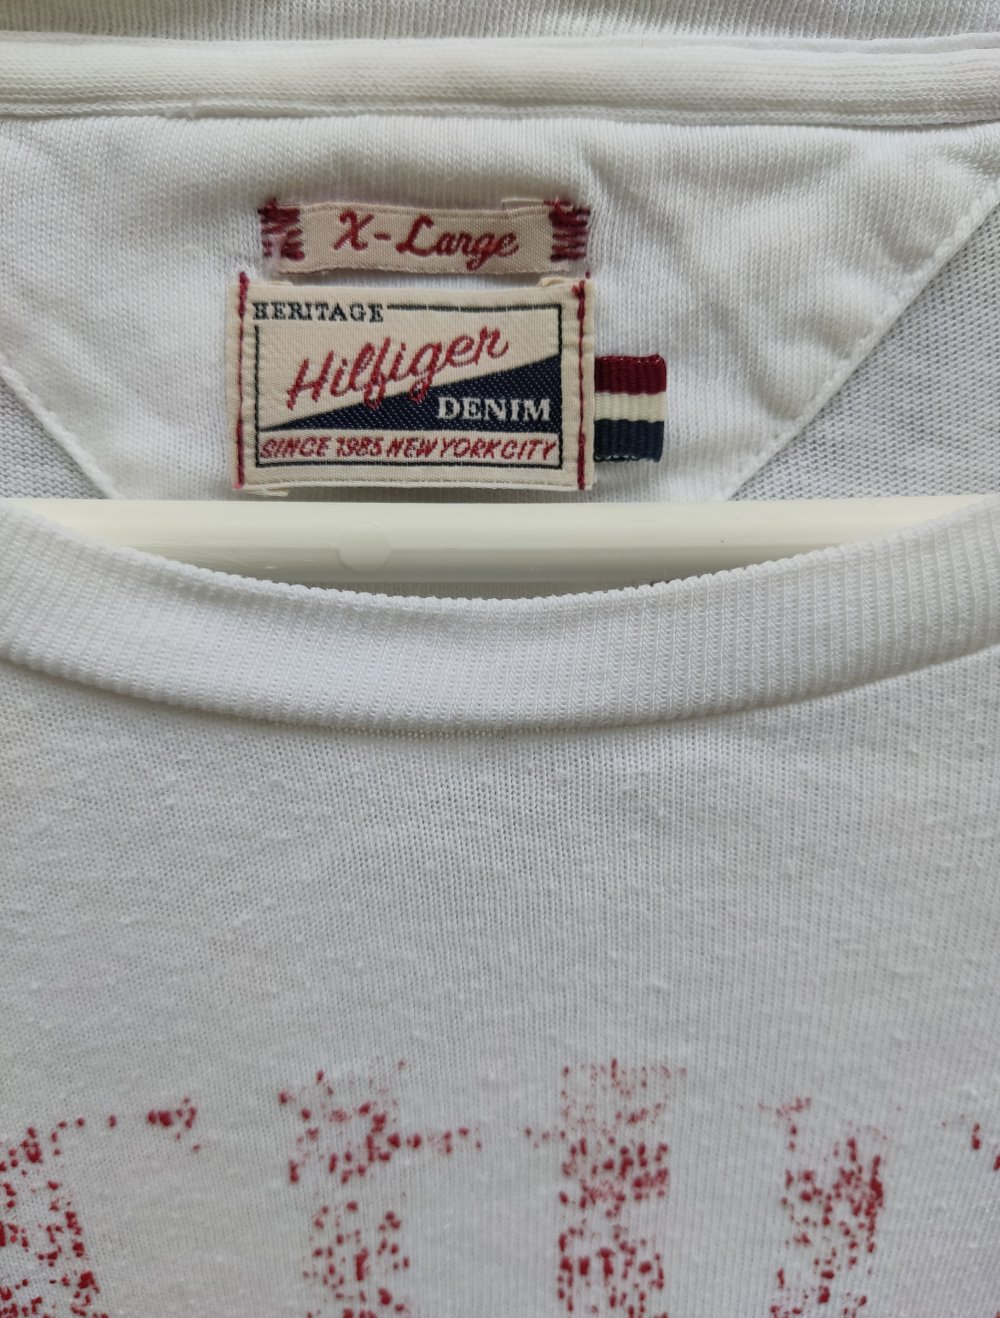 X-Large
HERITAGE
Hilfiger
DENIM
SINCE 1985 NEW YORK CITY